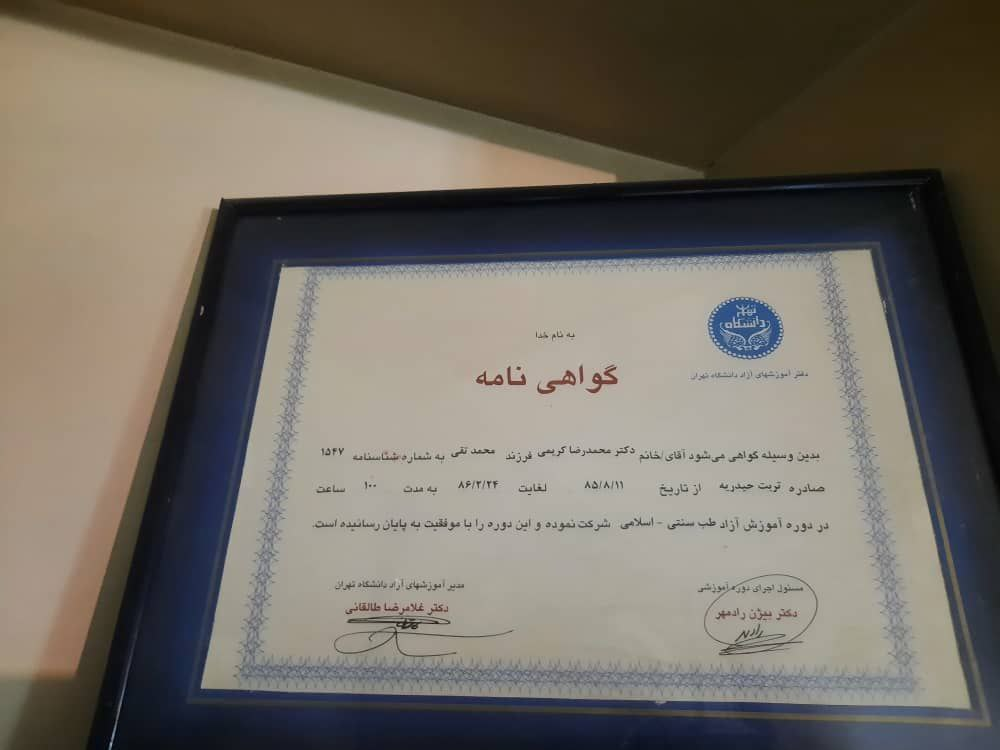 دانشگاه تهران
به نام خدا
دفتر آموزشهای آزاد دانشگاه تهران
گواهی نامه
بدین وسیله گواهی می‌شود آقای/خانم دکتر محمدرضا کریمی فرزند محمد تقی به شماره شناسنامه ۱۵۴۷
صادره تربت حیدریه از تاریخ ۸۵/۸/۱۱ لغایت ۸۶/۲/۲۴ به مدت ۱۰۰ ساعت
در دوره آموزش آزاد طب سنتی - اسلامی شرکت نموده و این دوره را با موفقیت به پایان رسانیده است.
مسئول اجرای دوره آموزشی
دکتر بیژن رادمهر
مدیر آموزشهای آزاد دانشگاه تهران
دکتر غلامرضا طالقانی